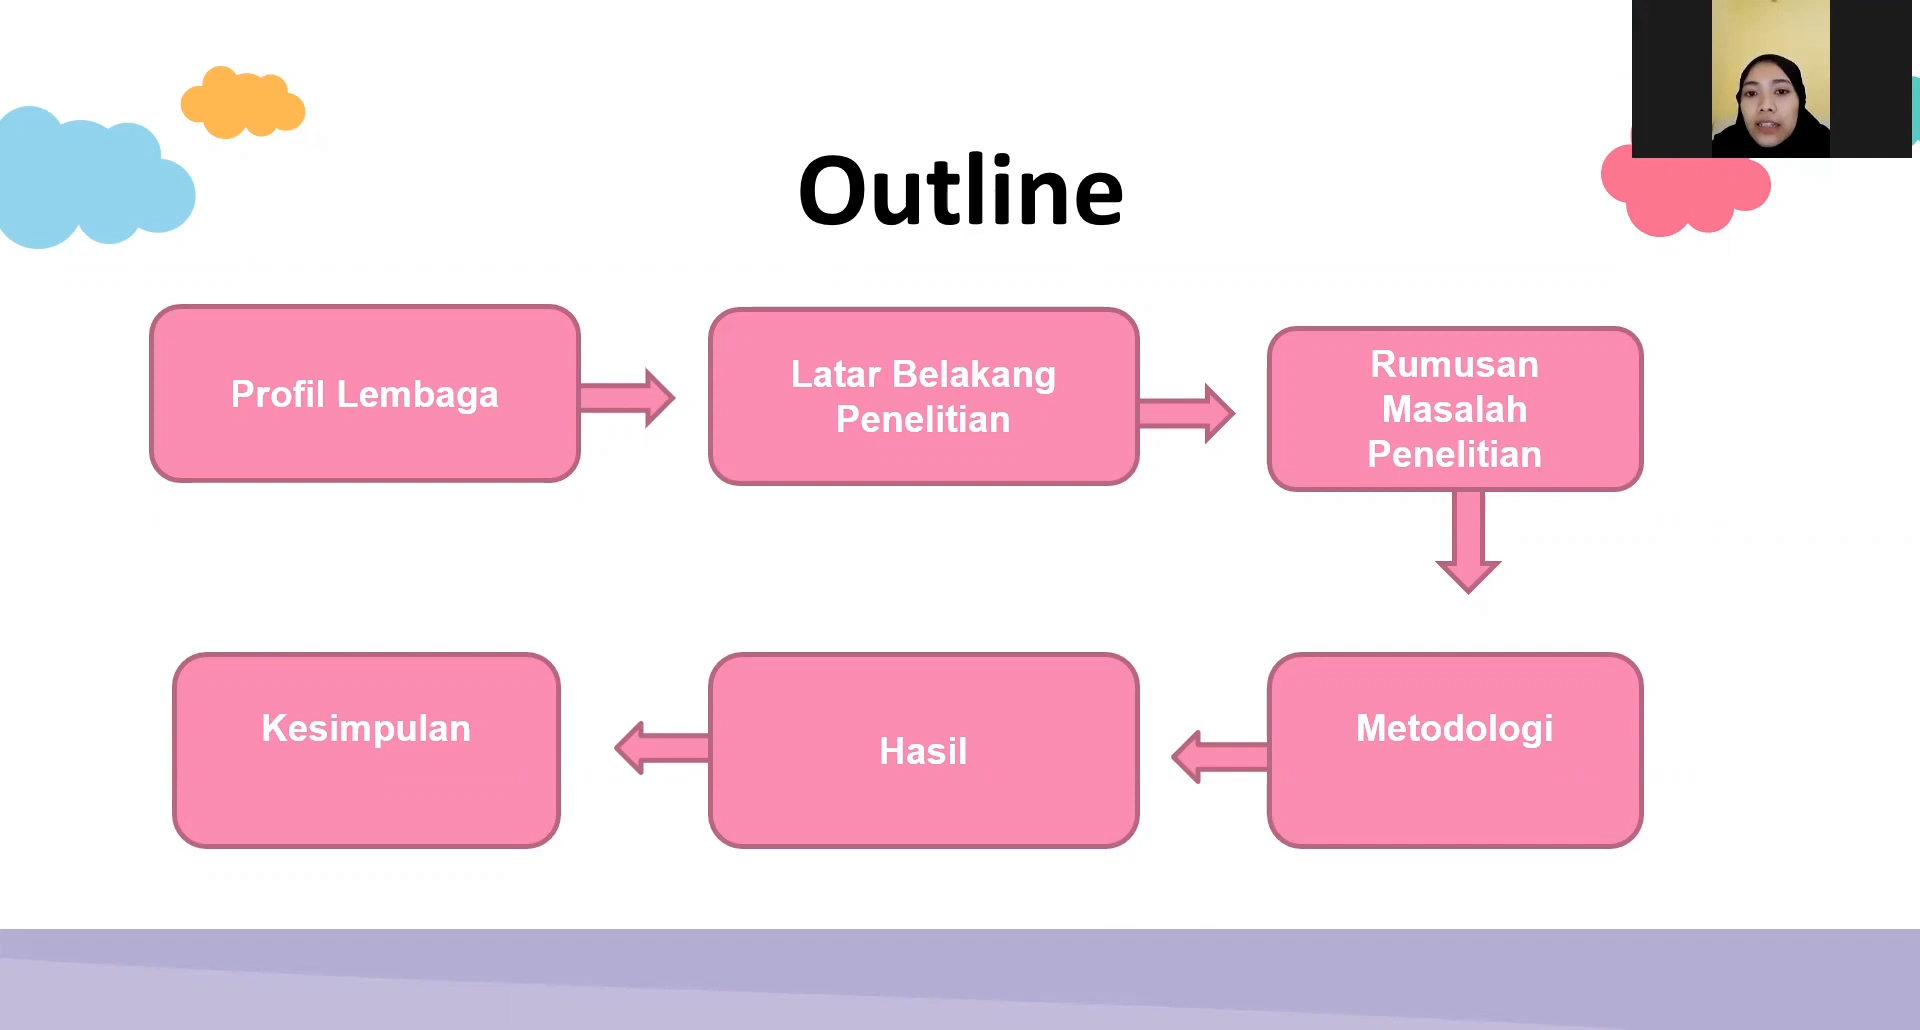 Outline
Profil Lembaga
Latar Belakang
Penelitian
Rumusan
Masalah
Penelitian
Metodologi
Hasil
Kesimpulan